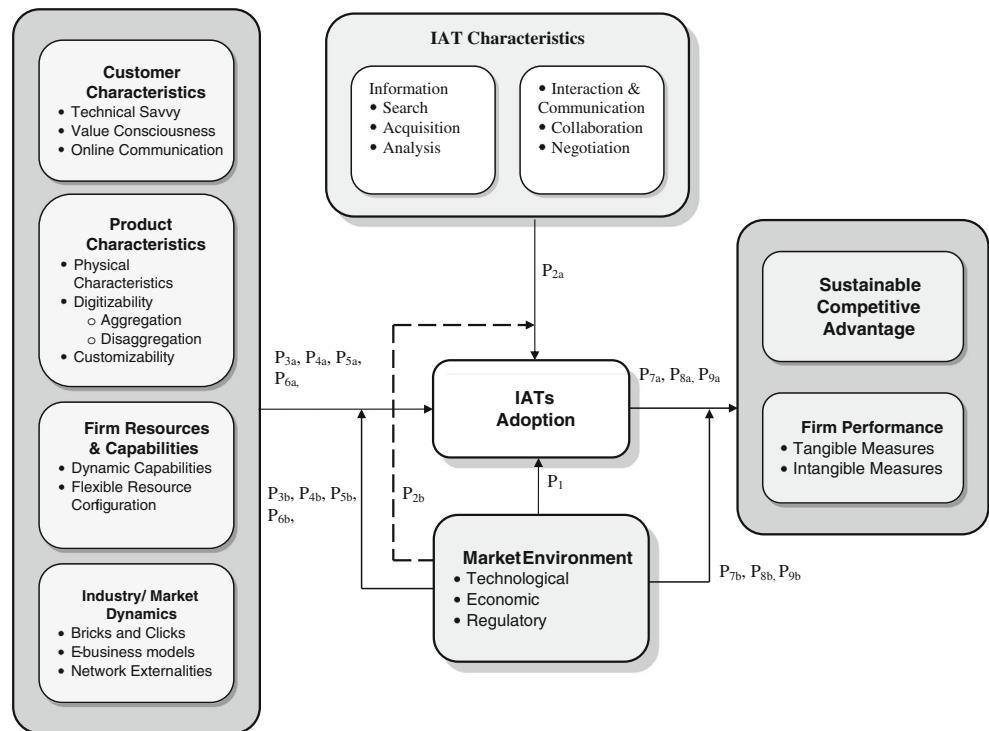 Customer
Characteristics
• Technical Savvy
• Value Consciousness
• Online Communication
Product
Characteristics
• Physical
Characteristics
• Digitizability
o Aggregation
o Disaggregation
• Customizability
Firm Resources
& Capabilities
• Dynamic Capabilities
• Flexible Resource
Configuration
Industry/ Market
Dynamics
• Bricks and Clicks
• E-business models
• Network Externalities
IAT Characteristics
Information
• Search
• Acquisition
• Analysis
• Interaction &
Communication
• Collaboration
• Negotiation
P2a
P3a, P4a, P5a,
P6a,
P3b, P4b, P5b,
P6b,
P2b
IATs
Adoption
P1
Market Environment
• Technological
• Economic
• Regulatory
P7a, P8a, P9a
P7b, P8b, P9b
Sustainable
Competitive
Advantage
Firm Performance
• Tangible Measures
• Intangible Measures